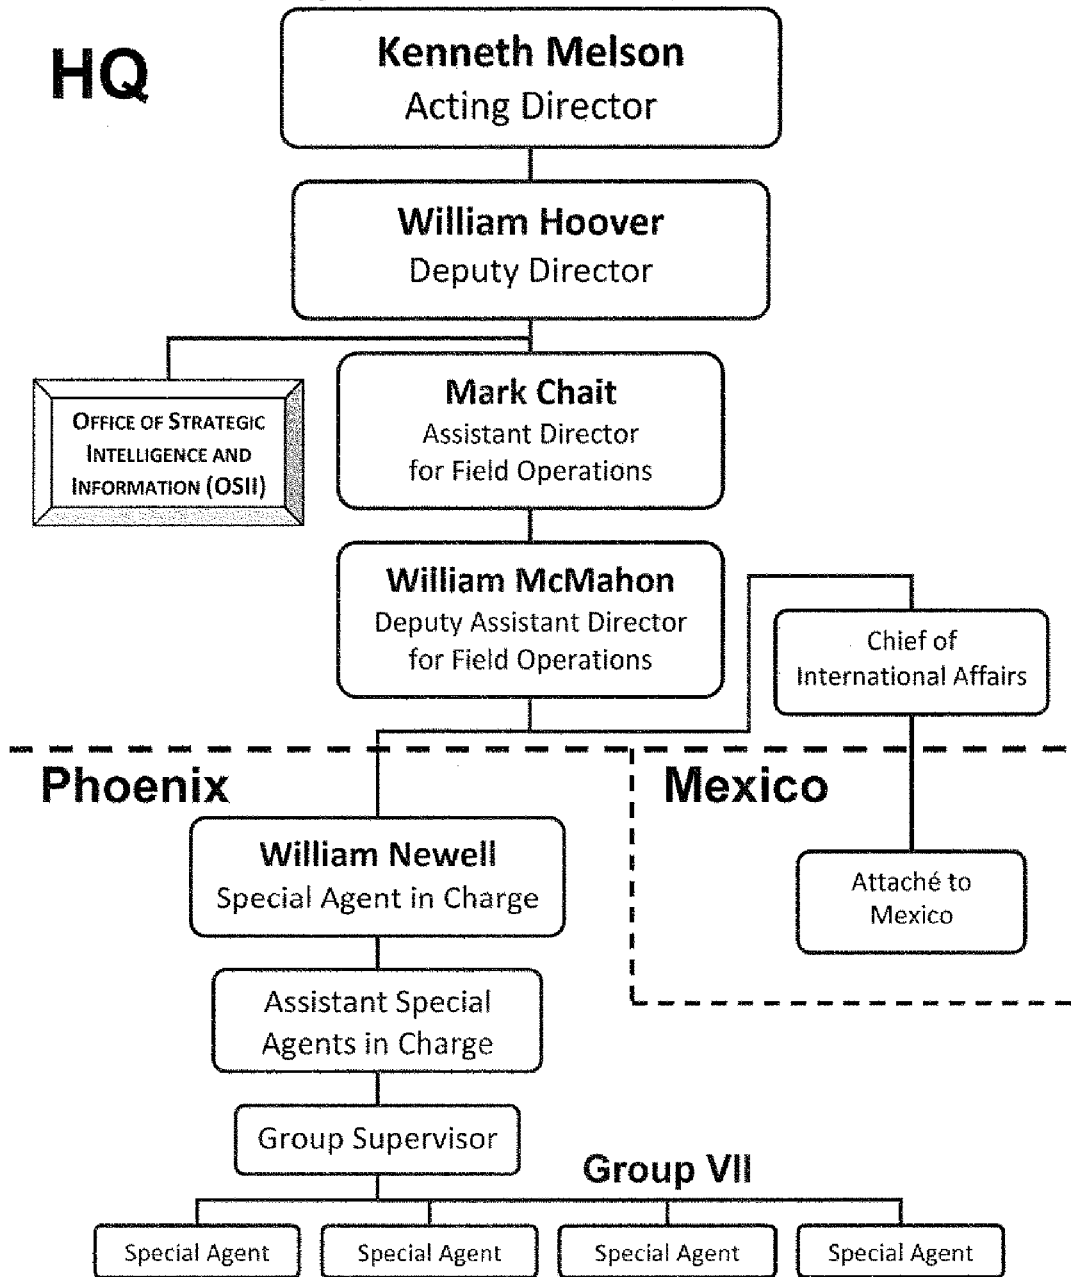 HQ
Kenneth Melson
Acting Director
William Hoover
Deputy Director
OFFICE OF STRATEGIC
INTELLIGENCE AND
INFORMATION (OSII)
Mark Chait
Assistant Director
for Field Operations
William McMahon
Deputy Assistant Director
for Field Operations
Chief of
International Affairs
Phoenix
Mexico
William Newell
Special Agent in Charge
Attaché to
Mexico
Assistant Special
Agents in Charge
Group Supervisor
Group VII
Special Agent
Special Agent
Special Agent
Special Agent